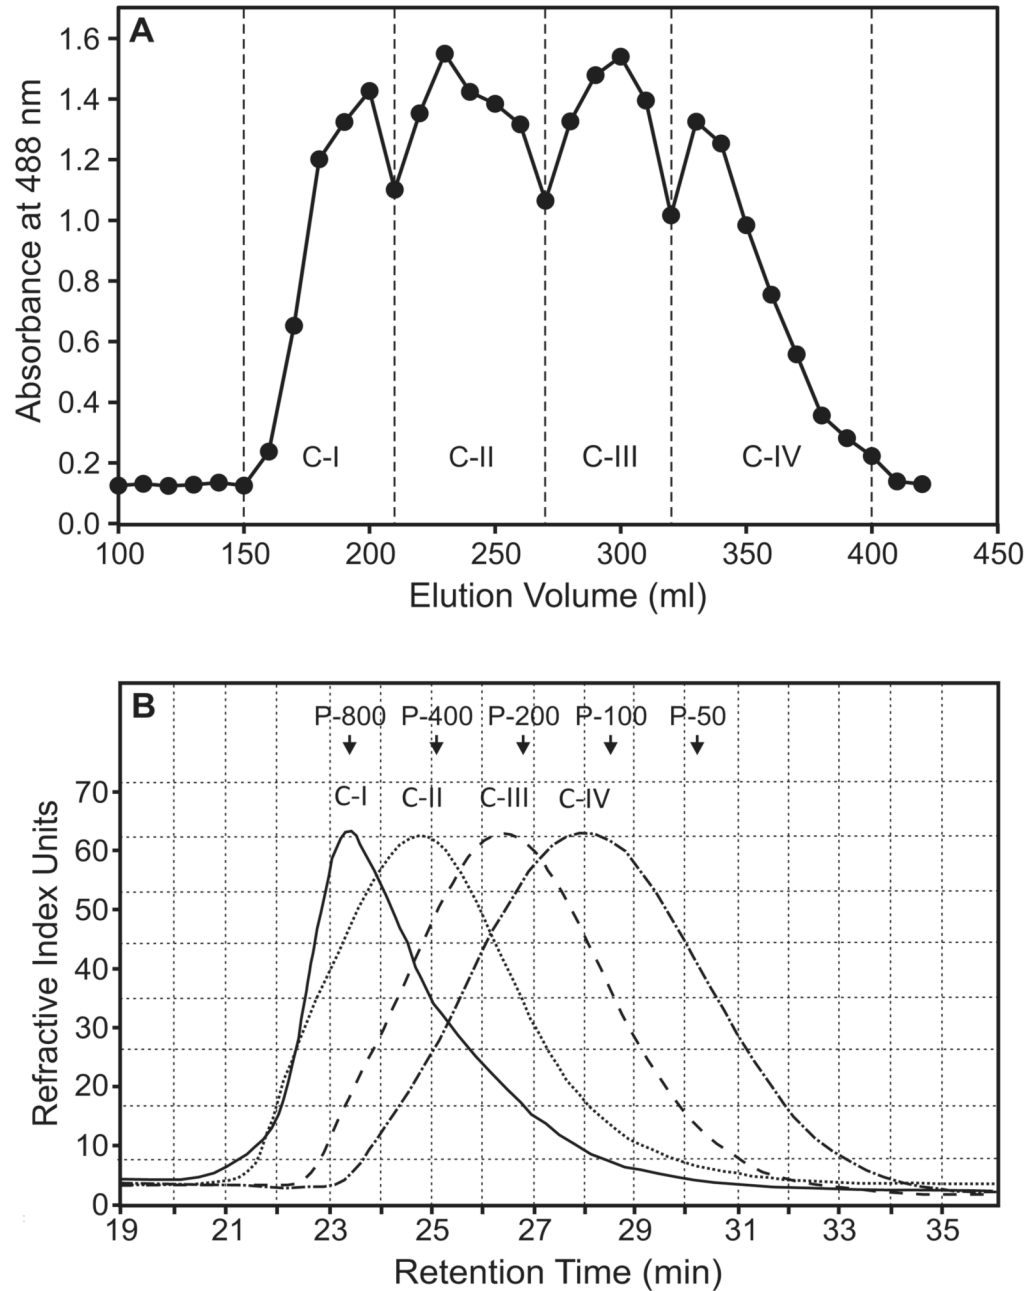 A
Absorbance at 488 nm
1.6
1.4
1.2
1.0
0.8
0.6
0.4
0.2
0.0
C-I C-II C-III C-IV
100 150 200 250 300 350 400 450
Elution Volume (ml)
B
P-800 P-400 P-200 P-100 P-50
C-I C-II C-III C-IV
Refractive Index Units
70
60
50
40
30
20
10
0
19 21 23 25 27 29 31 33 35
Retention Time (min)